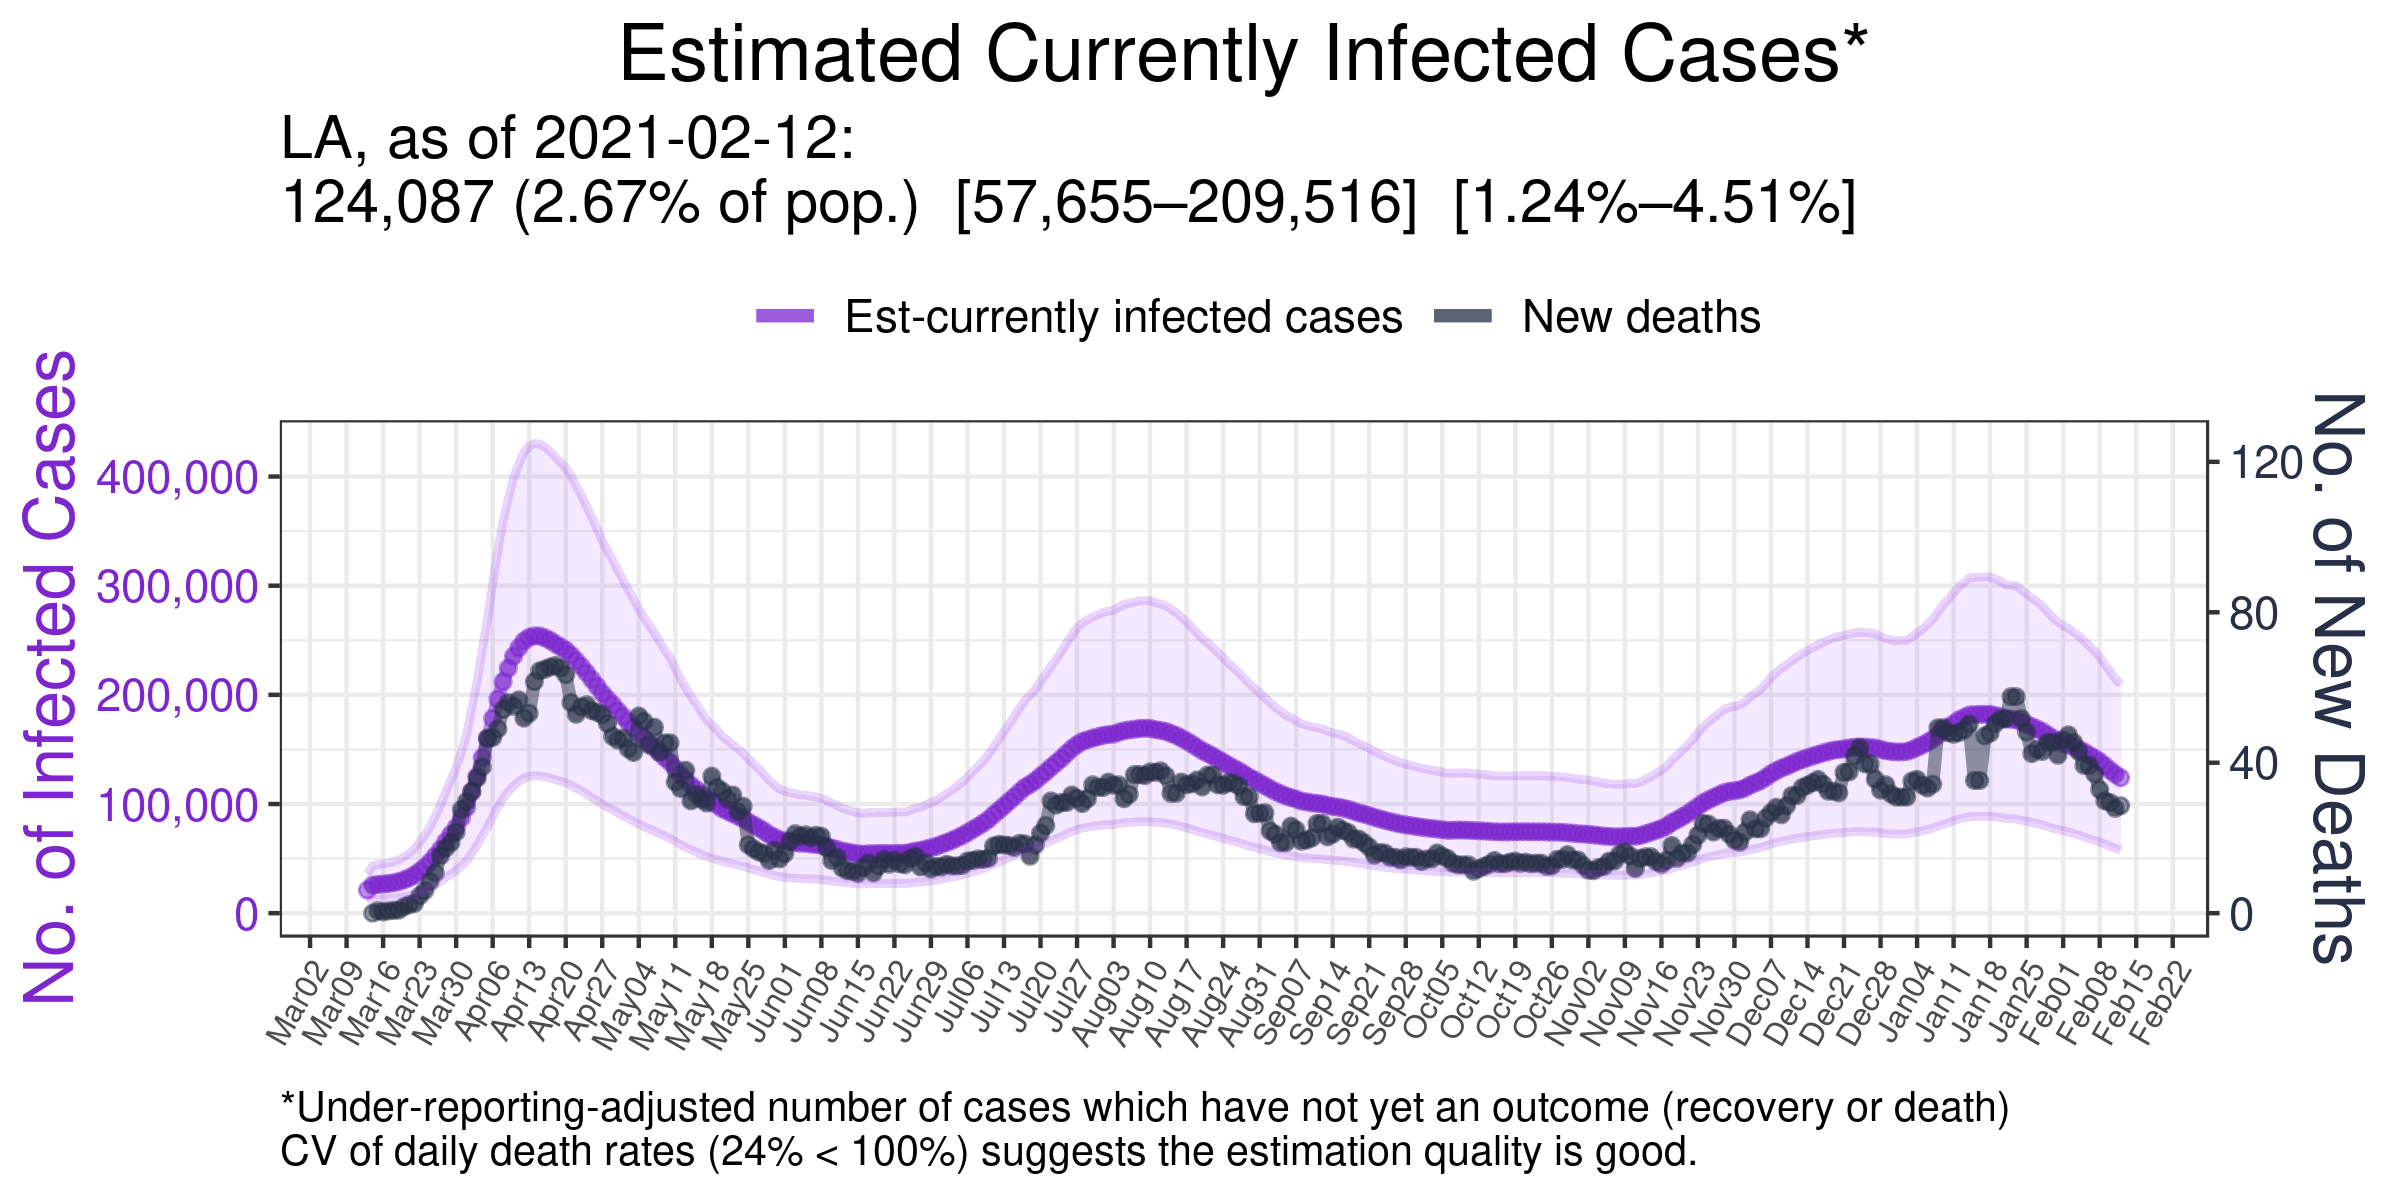 Estimated Currently Infected Cases*
LA, as of 2021-02-12:
124,087 (2.67% of pop.) [57,655–209,516] [1.24%–4.51%]
Est-currently infected cases
New deaths
No. of Infected Cases
400,000
300,000
200,000
100,000
0
120
80
40
0
No. of New Deaths
Mar02
Mar09
Mar16
Mar23
Mar30
Apr06
Apr13
Apr20
Apr27
May04
May11
May18
May25
Jun01
Jun08
Jun15
Jun22
Jun29
Jul06
Jul13
Jul20
Jul27
Aug03
Aug10
Aug17
Aug24
Aug31
Sep07
Sep14
Sep21
Sep28
Oct05
Oct12
Oct19
Oct26
Nov02
Nov09
Nov16
Nov23
Nov30
Dec07
Dec14
Dec21
Dec28
Jan04
Jan11
Jan18
Jan25
Feb01
Feb08
Feb15
Feb22
*Under-reporting-adjusted number of cases which have not yet an outcome (recovery or death)
CV of daily death rates (24% < 100%) suggests the estimation quality is good.